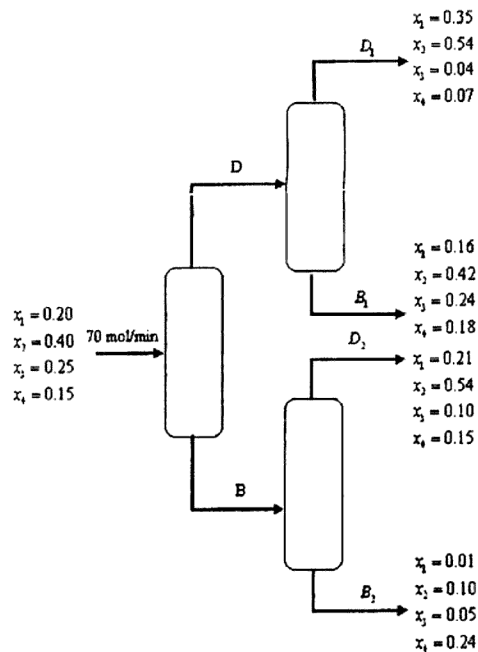 D₁
x₁ = 0.35
x₂ = 0.54
x₃ = 0.04
x₄ = 0.07
D
x₁ = 0.16
x₂ = 0.42
x₃ = 0.24
x₄ = 0.18
B₁
x₁ = 0.20
x₂ = 0.40
x₃ = 0.25
x₄ = 0.15
70 mol/min
D₂
x₁ = 0.21
x₂ = 0.54
x₃ = 0.10
x₄ = 0.15
B
B₂
x₁ = 0.01
x₂ = 0.10
x₃ = 0.05
x₄ = 0.24